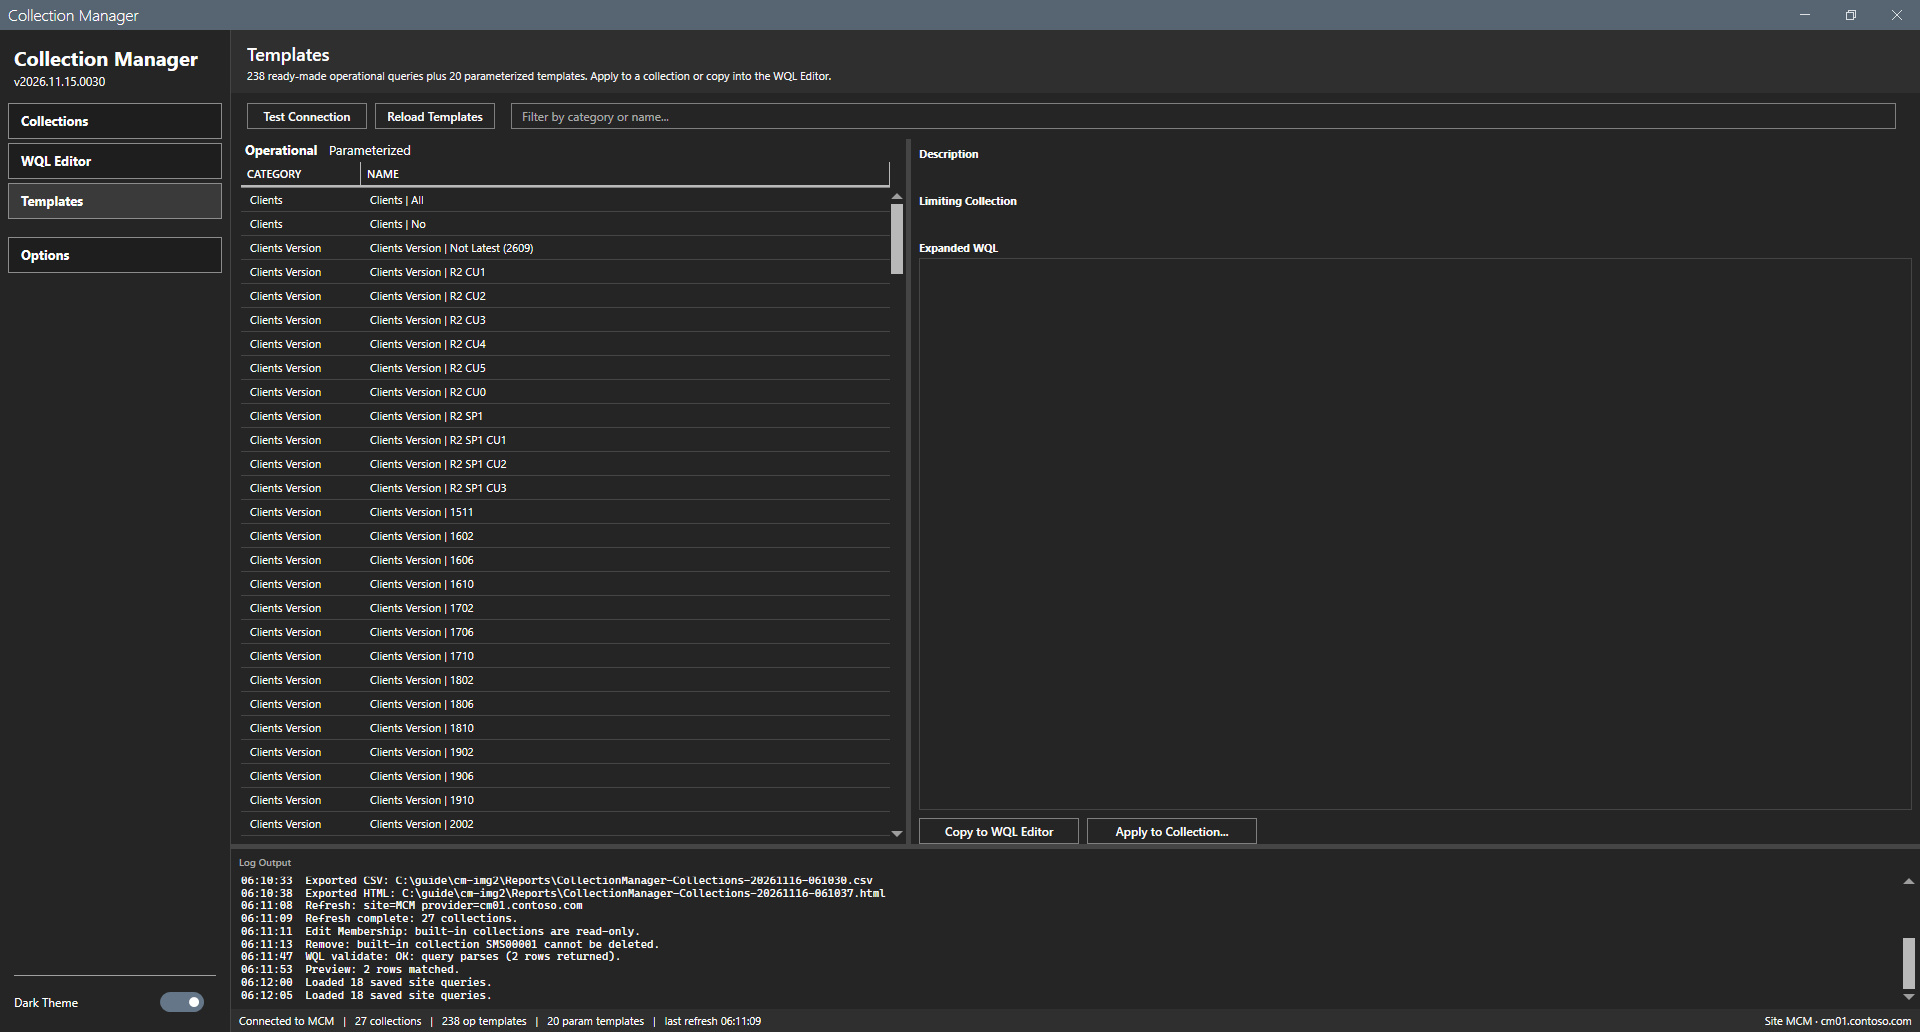 Collection Manager
Collection Manager
v2026.11.15.0030
Collections
WQL Editor
Templates
Options
Dark Theme
Templates
238 ready-made operational queries plus 20 parameterized templates. Apply to a collection or copy into the WQL Editor.
Test Connection
Reload Templates
Filter by category or name...
Operational Parameterized
CATEGORY NAME
Clients Clients | All
Clients Clients | No
Clients Version Clients Version | Not Latest (2609)
Clients Version Clients Version | R2 CU1
Clients Version Clients Version | R2 CU2
Clients Version Clients Version | R2 CU3
Clients Version Clients Version | R2 CU4
Clients Version Clients Version | R2 CU5
Clients Version Clients Version | R2 CU0
Clients Version Clients Version | R2 SP1
Clients Version Clients Version | R2 SP1 CU1
Clients Version Clients Version | R2 SP1 CU2
Clients Version Clients Version | R2 SP1 CU3
Clients Version Clients Version | 1511
Clients Version Clients Version | 1602
Clients Version Clients Version | 1606
Clients Version Clients Version | 1610
Clients Version Clients Version | 1702
Clients Version Clients Version | 1706
Clients Version Clients Version | 1710
Clients Version Clients Version | 1802
Clients Version Clients Version | 1806
Clients Version Clients Version | 1810
Clients Version Clients Version | 1902
Clients Version Clients Version | 1906
Clients Version Clients Version | 1910
Clients Version Clients Version | 2002
Description
Limiting Collection
Expanded WQL
Copy to WQL Editor
Apply to Collection...
Log Output
06:10:33 Exported CSV: C:\guide\cm-img2\Reports\CollectionManager-Collections-20261116-061030.csv
06:10:38 Exported HTML: C:\guide\cm-img2\Reports\CollectionManager-Collections-20261116-061037.html
06:11:08 Refresh: site=MCM provider=cm01.contoso.com
06:11:09 Refresh complete: 27 collections.
06:11:11 Edit Membership: built-in collections are read-only.
06:11:13 Remove: built-in collection SMS00001 cannot be deleted.
06:11:47 WQL validate: OK: query parses (2 rows returned).
06:11:53 Preview: 2 rows matched.
06:12:00 Loaded 18 saved site queries.
06:12:05 Loaded 18 saved site queries.
Connected to MCM | 27 collections | 238 op templates | 20 param templates | last refresh 06:11:09
Site MCM · cm01.contoso.com